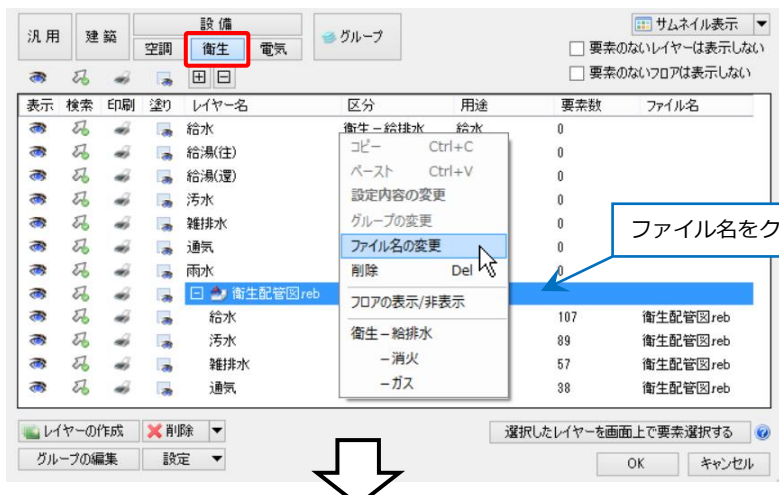 汎用 建築 設備 グループ サムネイル表示
空調 衛生 電気
要素のないレイヤーは表示しない
要素のないフロアは表示しない
表示 検索 印刷 塗り レイヤー名 区分 用途 要素数 ファイル名
給水 衛生－給排水 給水 0
給湯(往) 0
給湯(還) 0
汚水 0
雑排水 0
通気 0
雨水 0
衛生配管図.reb
給水 107 衛生配管図.reb
汚水 89 衛生配管図.reb
雑排水 57 衛生配管図.reb
通気 38 衛生配管図.reb
コピー Ctrl+C
ペースト Ctrl+V
設定内容の変更
グループの変更
ファイル名の変更
削除 Del
フロアの表示/非表示
衛生－給排水
－消火
－ガス
ファイル名をク
レイヤーの作成 削除 選択したレイヤーを画面上で要素選択する
グループの編集 設定 OK キャンセル